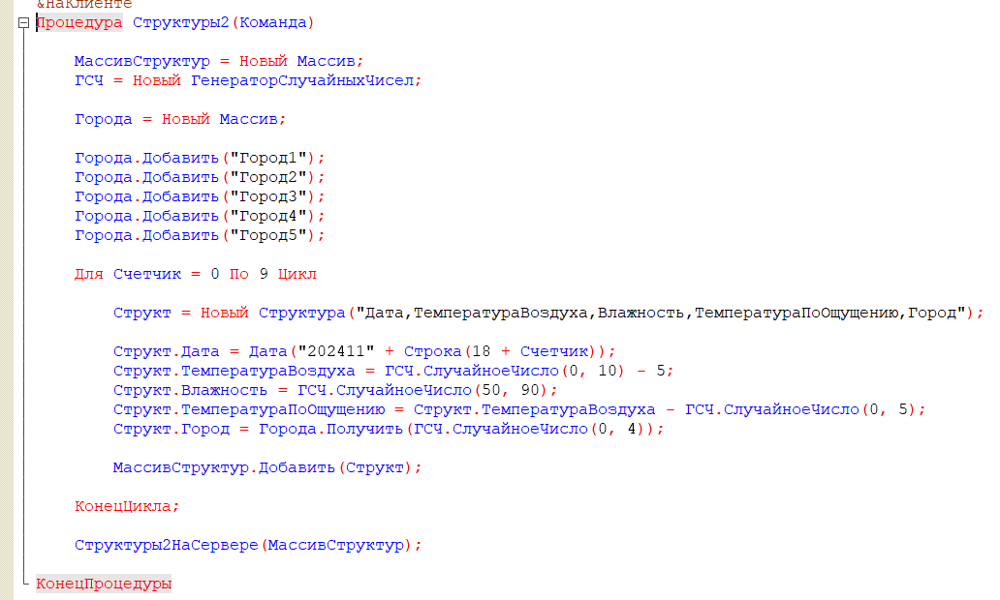 &НаКлиенте
Процедура Структуры2(Команда)
МассивСтруктур = Новый Массив;
ГСЧ = Новый ГенераторСлучайныхЧисел;
Города = Новый Массив;
Города.Добавить("Город1");
Города.Добавить("Город2");
Города.Добавить("Город3");
Города.Добавить("Город4");
Города.Добавить("Город5");
Для Счетчик = 0 По 9 Цикл
Структ = Новый Структура("Дата,ТемператураВоздуха,Влажность,ТемператураПоОщущению,Город");
Структ.Дата = Дата("202411" + Строка(18 + Счетчик));
Структ.ТемператураВоздуха = ГСЧ.СлучайноеЧисло(0, 10) - 5;
Структ.Влажность = ГСЧ.СлучайноеЧисло(50, 90);
Структ.ТемператураПоОщущению = Структ.ТемператураВоздуха - ГСЧ.СлучайноеЧисло(0, 5);
Структ.Город = Города.Получить(ГСЧ.СлучайноеЧисло(0, 4));
МассивСтруктур.Добавить(Структ);
КонецЦикла;
Структуры2НаСервере(МассивСтруктур);
КонецПроцедуры